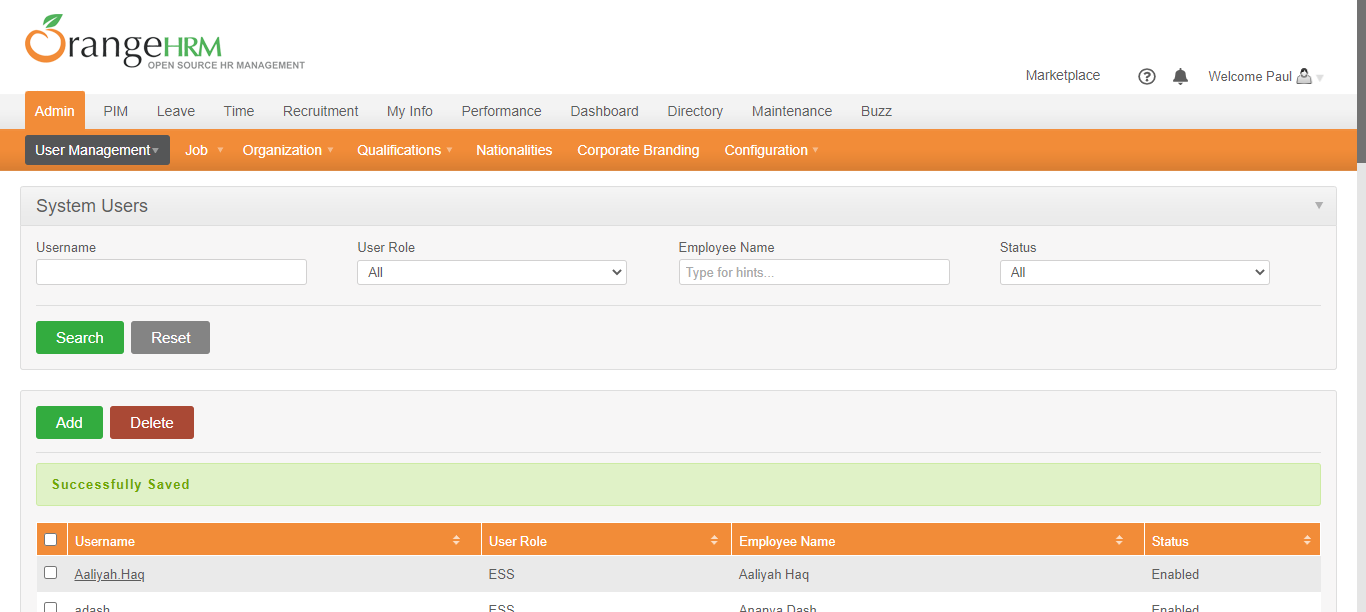 OrangeHRM
OPEN SOURCE HR MANAGEMENT
Marketplace ? Welcome Paul
Admin PIM Leave Time Recruitment My Info Performance Dashboard Directory Maintenance Buzz
User Management Job Organization Qualifications Nationalities Corporate Branding Configuration
System Users
Username User Role Employee Name Status
All Type for hints... All
Search Reset
Add Delete
Successfully Saved
Username User Role Employee Name Status
Aaliyah.Haq ESS Aaliyah Haq Enabled
adash ESS Ananya Dash Enabled